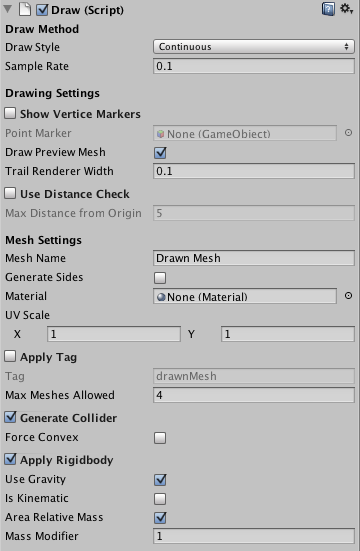 Draw (Script)
Draw Method
Draw Style Continuous
Sample Rate 0.1
Drawing Settings
Show Vertice Markers
Point Marker None (GameObject)
Draw Preview Mesh
Trail Renderer Width 0.1
Use Distance Check
Max Distance from Origin 5
Mesh Settings
Mesh Name Drawn Mesh
Generate Sides
Material None (Material)
UV Scale
X 1 Y 1
Apply Tag
Tag drawnMesh
Max Meshes Allowed 4
Generate Collider
Force Convex
Apply Rigidbody
Use Gravity
Is Kinematic
Area Relative Mass
Mass Modifier 1